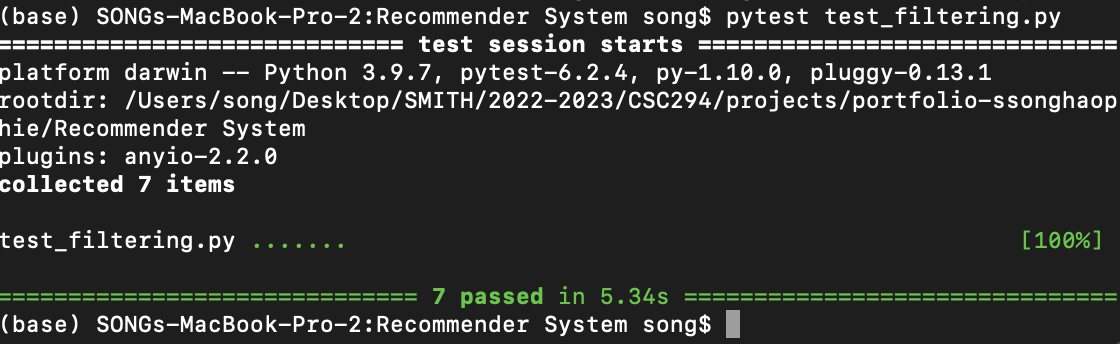 (base) SONGs-MacBook-Pro-2:Recommender System song$ pytest test_filtering.py
============================= test session starts ==============================
platform darwin -- Python 3.9.7, pytest-6.2.4, py-1.10.0, pluggy-0.13.1
rootdir: /Users/song/Desktop/SMITH/2022-2023/CSC294/projects/portfolio-ssonghaop
hie/Recommender System
plugins: anyio-2.2.0
collected 7 items
test_filtering.py ....... [100%]
============================== 7 passed in 5.34s ===============================
(base) SONGs-MacBook-Pro-2:Recommender System song$